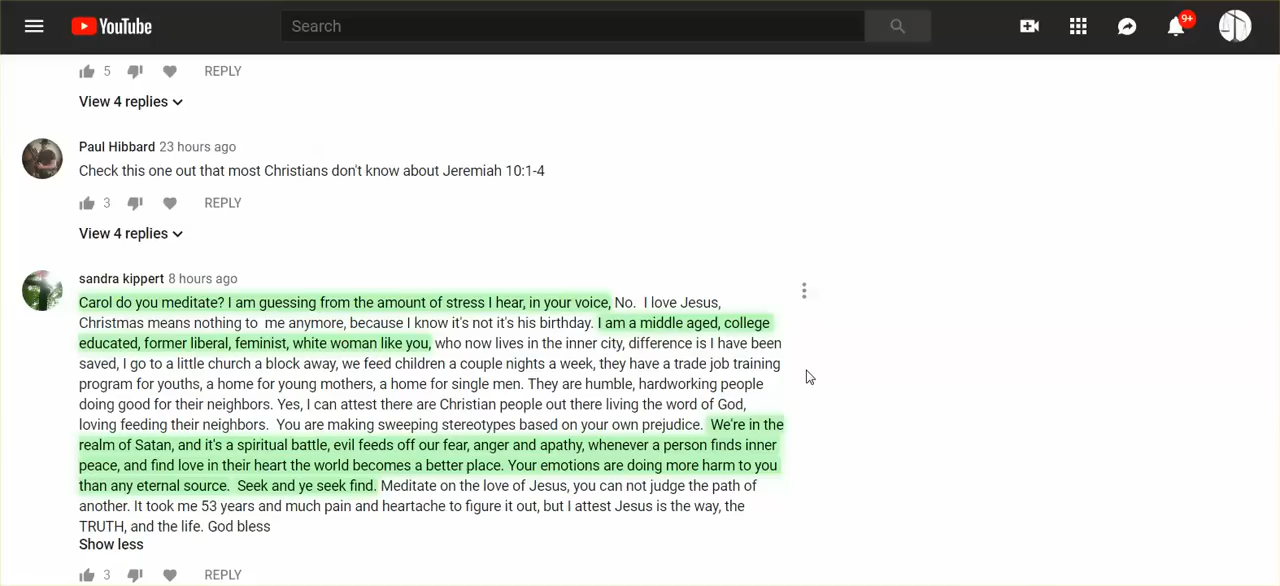 YouTube
Search
9+
5 REPLY
View 4 replies
Paul Hibbard 23 hours ago
Check this one out that most Christians don't know about Jeremiah 10:1-4
3 REPLY
View 4 replies
sandra kippert 8 hours ago
Carol do you meditate? I am guessing from the amount of stress I hear, in your voice, No. I love Jesus,
Christmas means nothing to me anymore, because I know it's not it's his birthday. I am a middle aged, college
educated, former liberal, feminist, white woman like you, who now lives in the inner city, difference is I have been
saved, I go to a little church a block away, we feed children a couple nights a week, they have a trade job training
program for youths, a home for young mothers, a home for single men. They are humble, hardworking people
doing good for their neighbors. Yes, I can attest there are Christian people out there living the word of God,
loving feeding their neighbors. You are making sweeping stereotypes based on your own prejudice. We're in the
realm of Satan, and it's a spiritual battle, evil feeds off our fear, anger and apathy, whenever a person finds inner
peace, and find love in their heart the world becomes a better place. Your emotions are doing more harm to you
than any eternal source. Seek and ye seek find. Meditate on the love of Jesus, you can not judge the path of
another. It took me 53 years and much pain and heartache to figure it out, but I attest Jesus is the way, the
TRUTH, and the life. God bless
Show less
3 REPLY